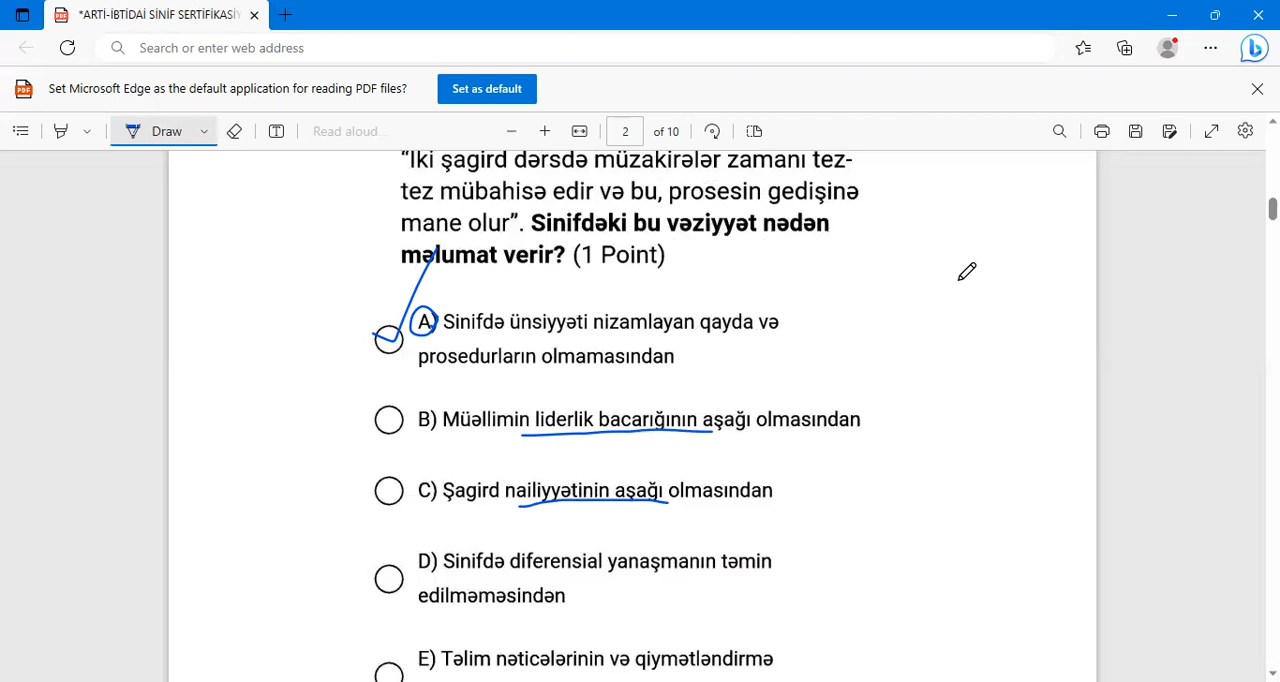 *ARTİ-İBTİDAİ SİNİF SERTİFİKASİY
Search or enter web address
Set Microsoft Edge as the default application for reading PDF files?
Set as default
Draw
Read aloud...
2 of 10
“İki şagird dərsdə müzakirələr zamanı tez-
tez mübahisə edir və bu, prosesin gedişinə
mane olur”. Sinifdəki bu vəziyyət nədən
məlumat verir? (1 Point)
A) Sinifdə ünsiyyəti nizamlayan qayda və
prosedurların olmamasından
B) Müəllimin liderlik bacarığının aşağı olmasından
C) Şagird nailiyyətinin aşağı olmasından
D) Sinifdə diferensial yanaşmanın təmin
edilməməsindən
E) Təlim nəticələrinin və qiymətləndirmə